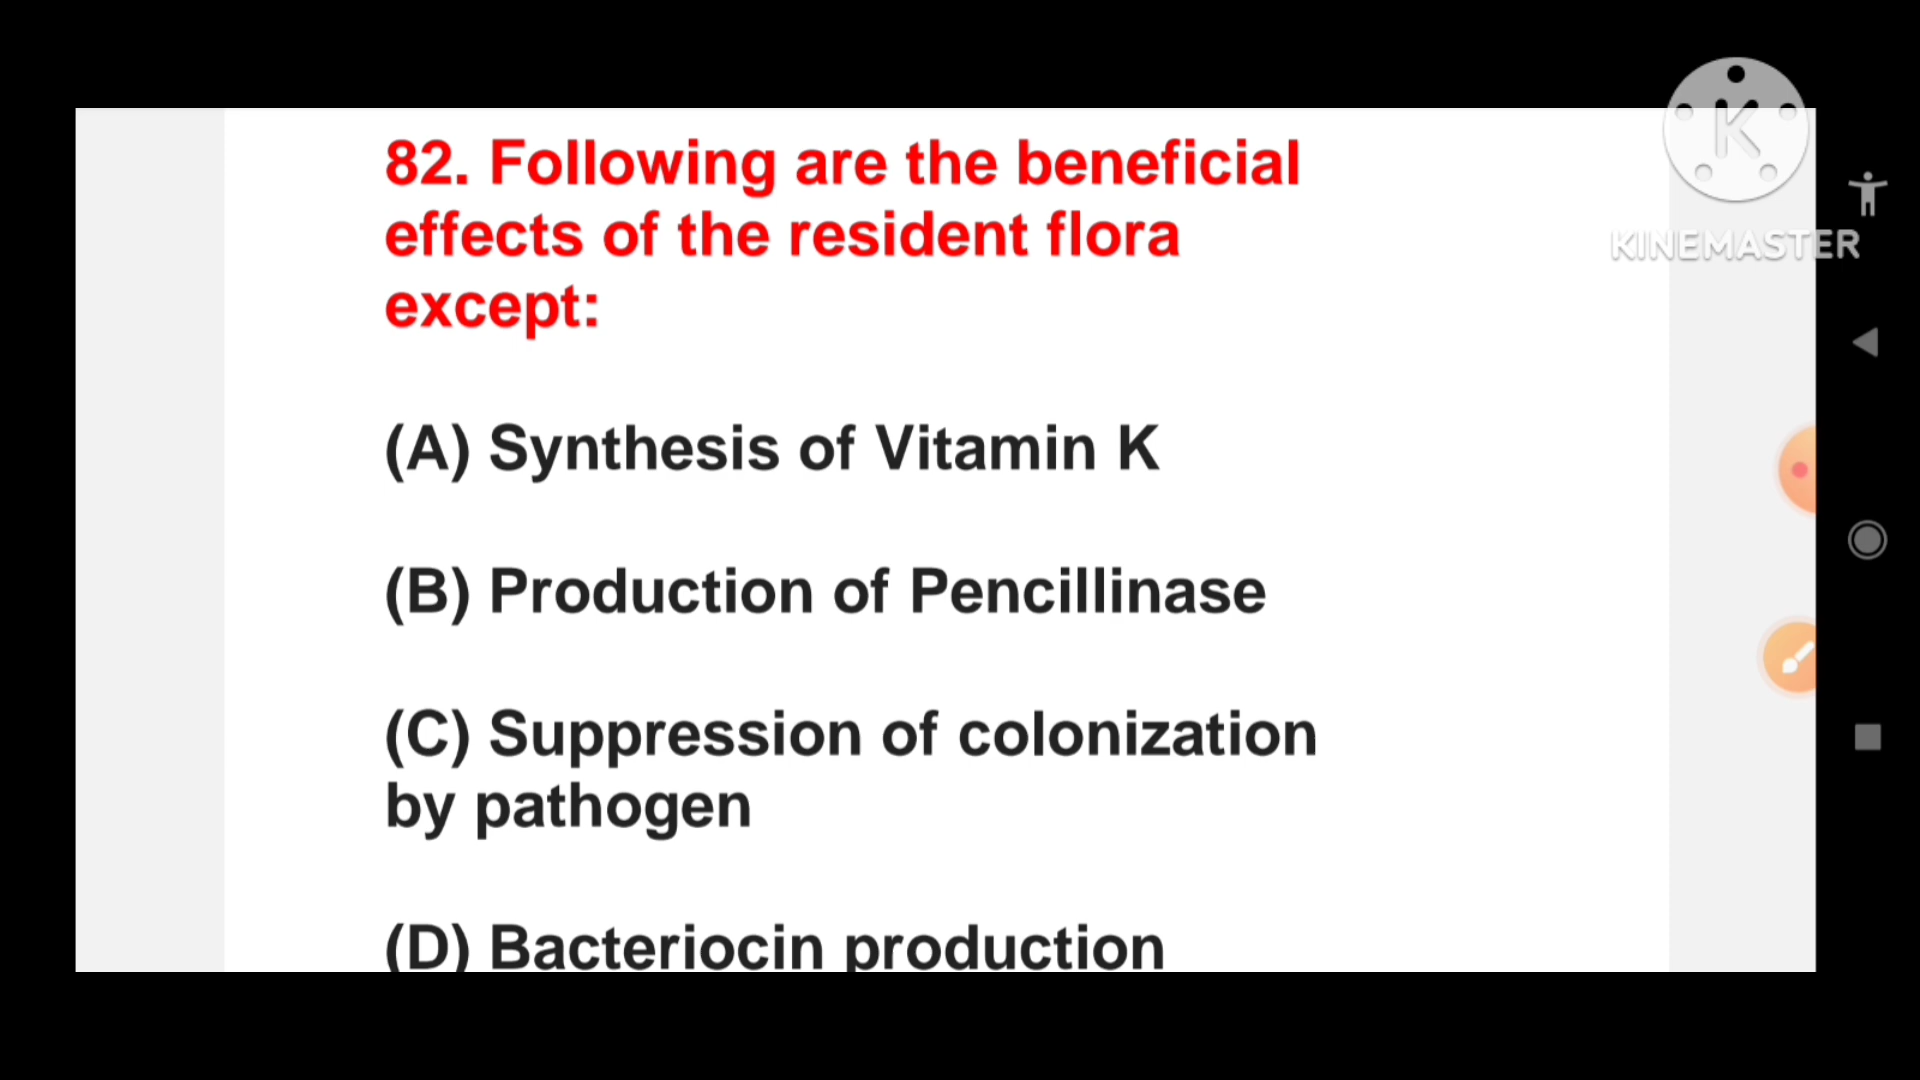 82. Following are the beneficial
effects of the resident flora
except:
(A) Synthesis of Vitamin K
(B) Production of Pencillinase
(C) Suppression of colonization
by pathogen
(D) Bacteriocin production
K
KINEMASTER